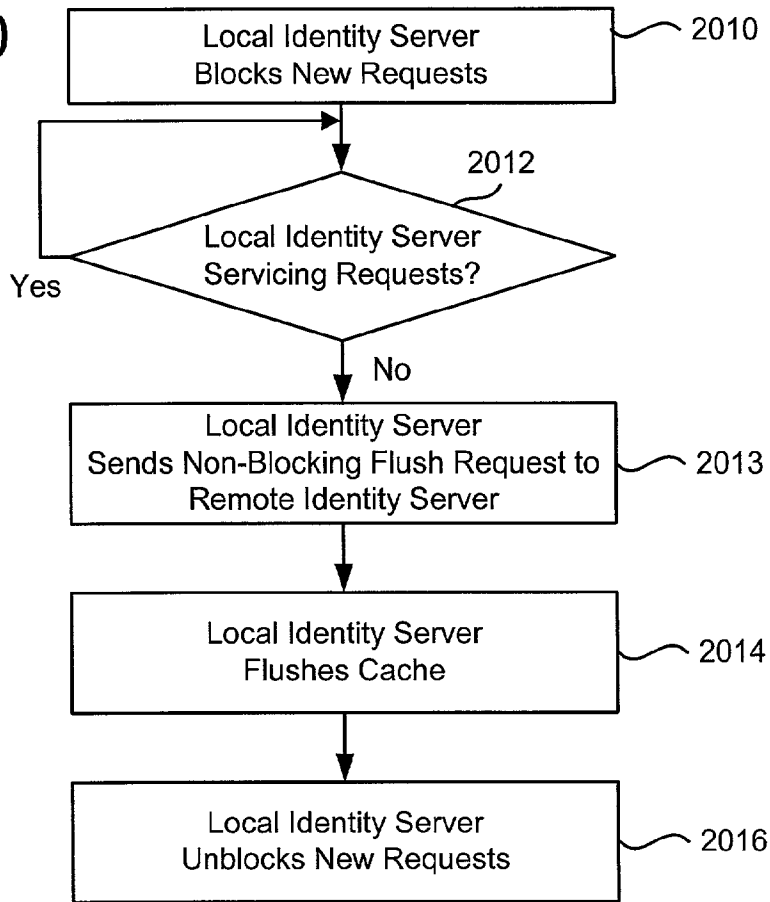 Local Identity Server
Blocks New Requests
2010
2012
Local Identity Server
Servicing Requests?
Yes
No
Local Identity Server
Sends Non-Blocking Flush Request to
Remote Identity Server
2013
Local Identity Server
Flushes Cache
2014
Local Identity Server
Unblocks New Requests
2016